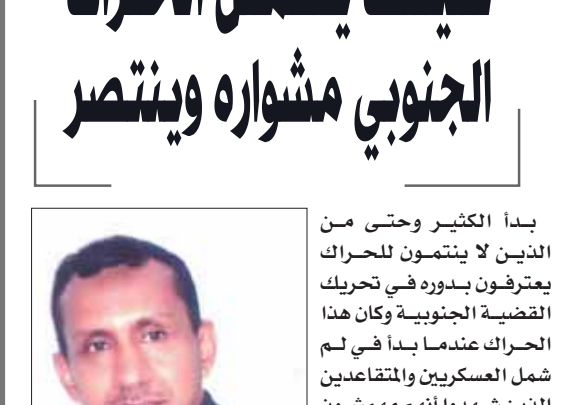 الجنوبي مشواره وينتصر
بدأ الكثير وحتى من
الذين لا ينتمون للحراك
يعترفون بدوره في تحريك
القضية الجنوبية وكان هذا
الحراك عندما بدأ في لم
شمل العسكريين والمتقاعدين